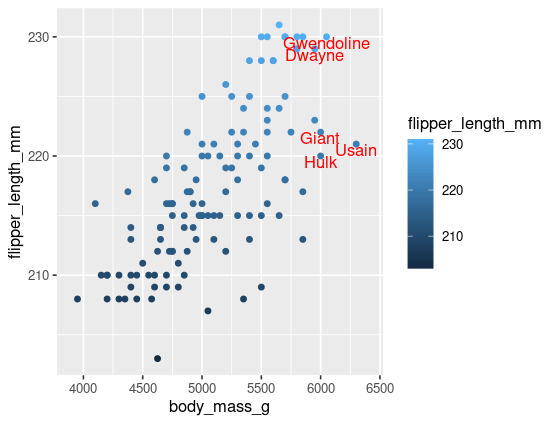 230
220
210
Gwendoline
Dwayne
Giant
Usain
Hulk
4000 4500 5000 5500 6000 6500
body_mass_g
flipper_length_mm
flipper_length_mm
230
220
210